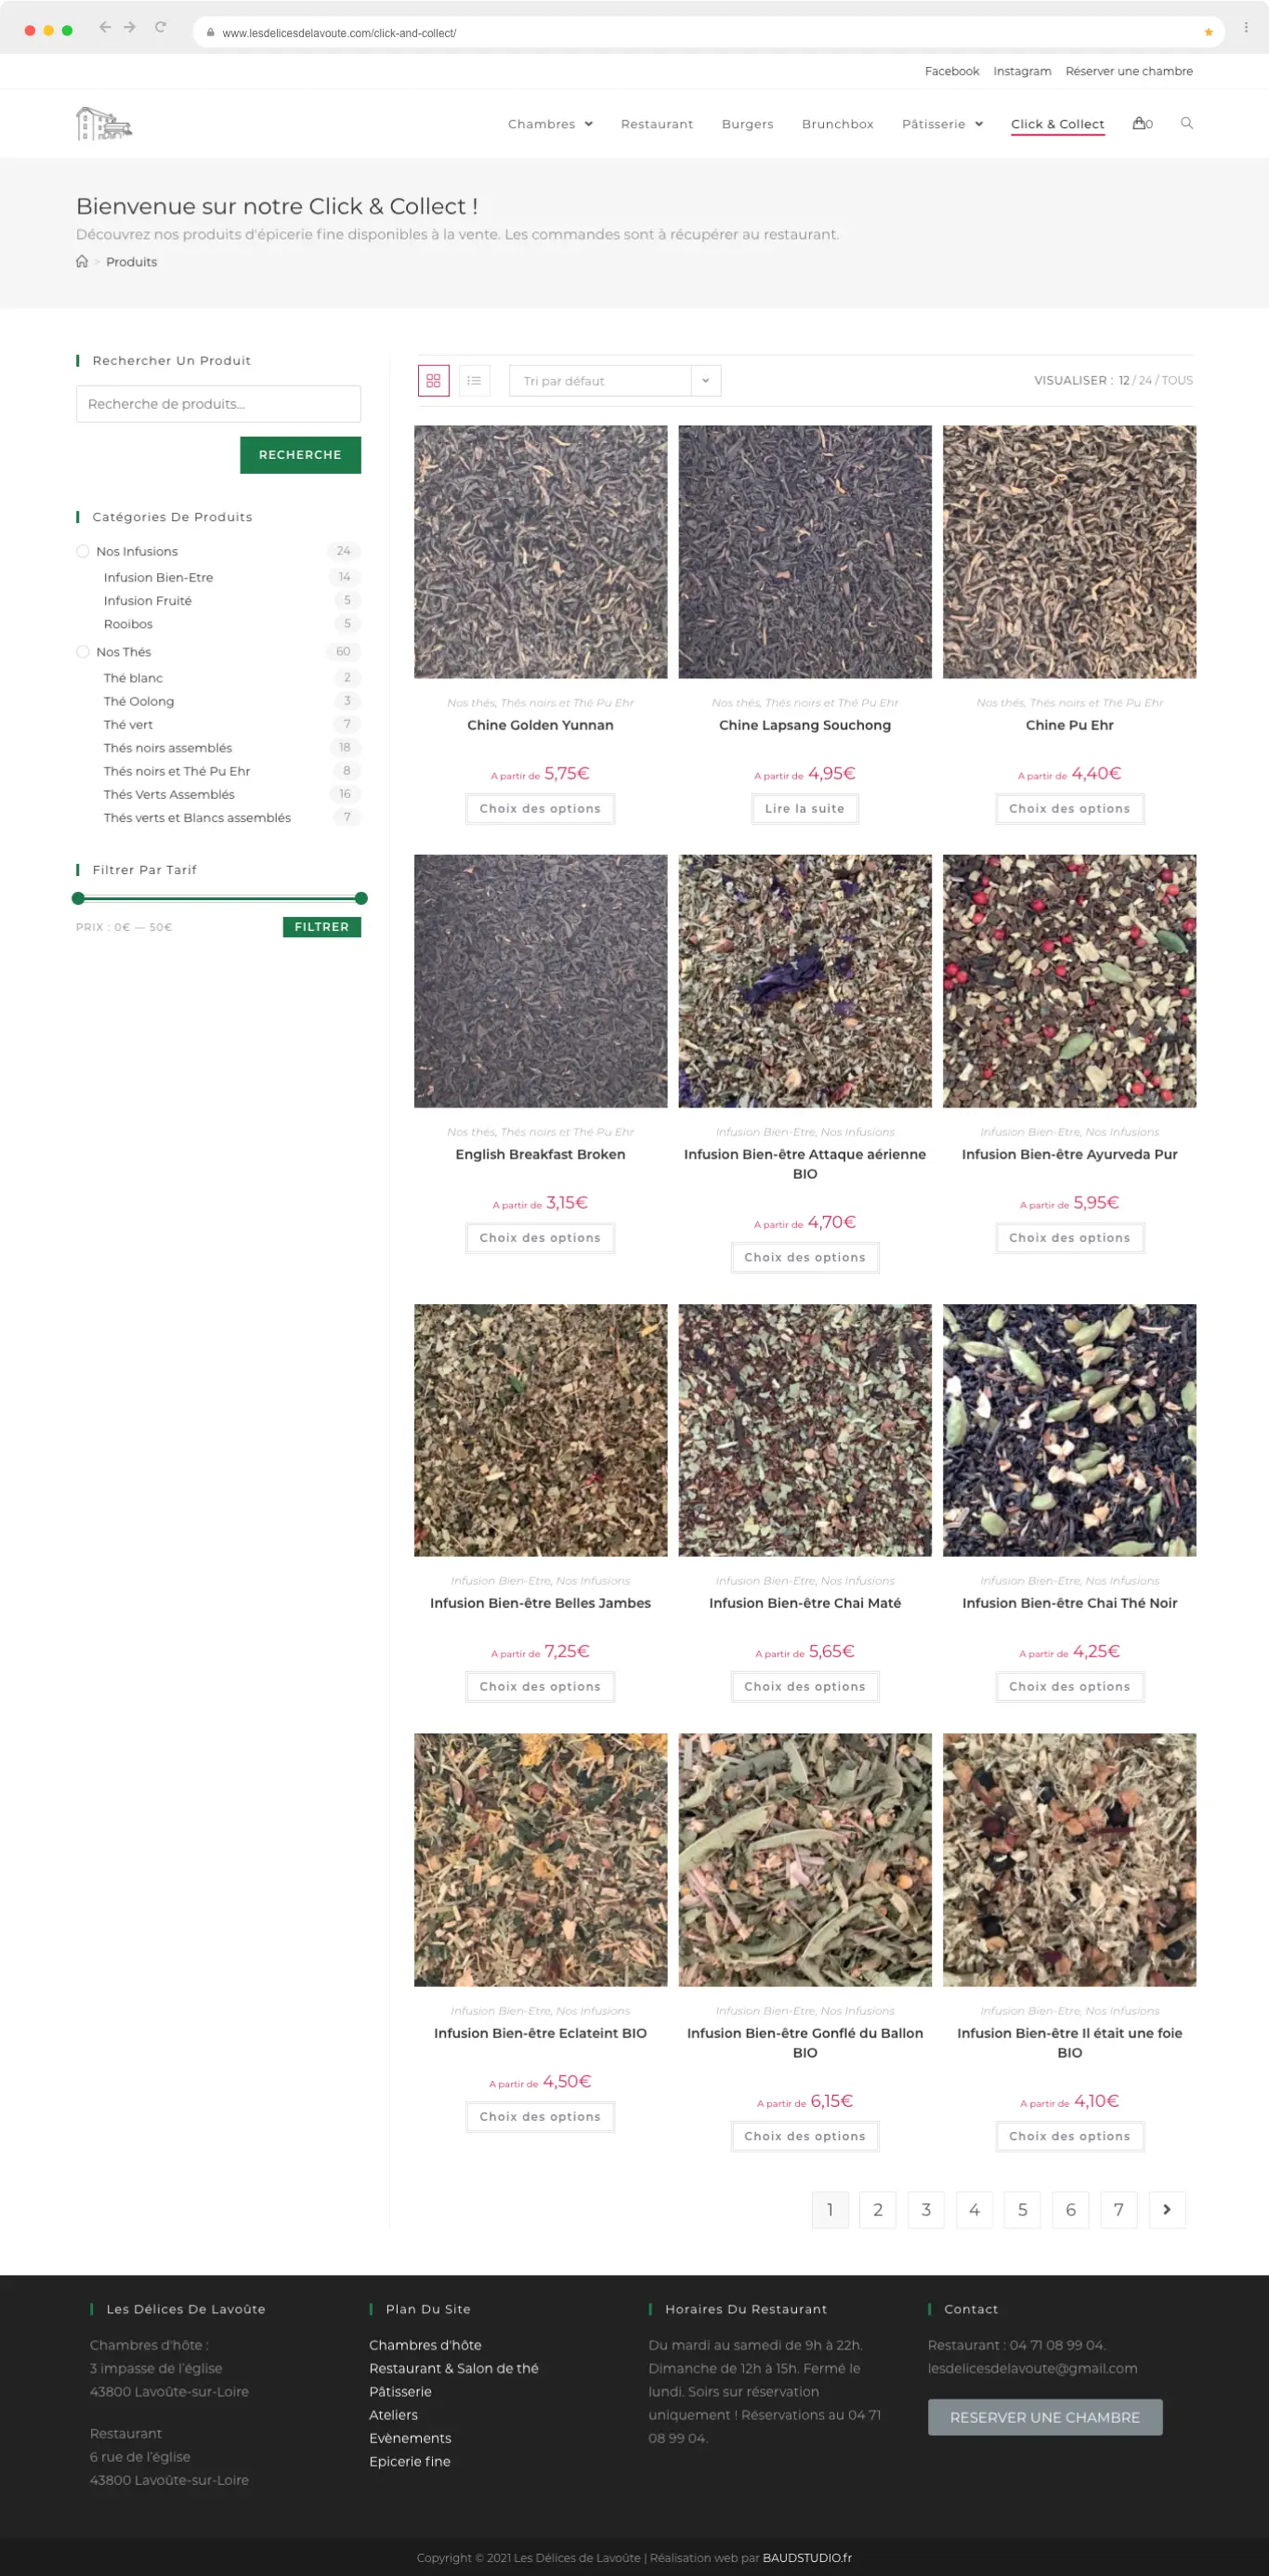 www.lesdelicesdelavoute.com/click-and-collect/
Facebook Instagram Réserver une chambre
Chambres Restaurant Burgers Brunchbox Pâtisserie Click & Collect 0
Bienvenue sur notre Click & Collect !
Découvrez nos produits d'épicerie fine disponibles à la vente. Les commandes sont à récupérer au restaurant.
> Produits
Rechercher Un Produit
Recherche de produits...
RECHERCHE
Catégories De Produits
Nos Infusions 24
Infusion Bien-Etre 14
Infusion Fruité 5
Rooibos 5
Nos Thés 60
Thé blanc 2
Thé Oolong 3
Thé vert 7
Thés noirs assemblés 18
Thés noirs et Thé Pu Ehr 8
Thés Verts Assemblés 16
Thés verts et Blancs assemblés 7
Filtrer Par Tarif
PRIX : 0€ — 50€ FILTRER
Tri par défaut VISUALISER : 12 / 24 / TOUS
Nos thés, Thés noirs et Thé Pu Ehr
Chine Golden Yunnan
A partir de 5,75€
Choix des options
Nos thés, Thés noirs et Thé Pu Ehr
Chine Lapsang Souchong
A partir de 4,95€
Lire la suite
Nos thés, Thés noirs et Thé Pu Ehr
Chine Pu Ehr
A partir de 4,40€
Choix des options
Nos thés, Thés noirs et Thé Pu Ehr
English Breakfast Broken
A partir de 3,15€
Choix des options
Infusion Bien-Etre, Nos Infusions
Infusion Bien-être Attaque aérienne
BIO
A partir de 4,70€
Choix des options
Infusion Bien-Etre, Nos Infusions
Infusion Bien-être Ayurveda Pur
A partir de 5,95€
Choix des options
Infusion Bien-Etre, Nos Infusions
Infusion Bien-être Belles Jambes
A partir de 7,25€
Choix des options
Infusion Bien-Etre, Nos Infusions
Infusion Bien-être Chai Maté
A partir de 5,65€
Choix des options
Infusion Bien-Etre, Nos Infusions
Infusion Bien-être Chai Thé Noir
A partir de 4,25€
Choix des options
Infusion Bien-Etre, Nos Infusions
Infusion Bien-être Eclateint BIO
A partir de 4,50€
Choix des options
Infusion Bien-Etre, Nos Infusions
Infusion Bien-être Gonflé du Ballon
BIO
A partir de 6,15€
Choix des options
Infusion Bien-Etre, Nos Infusions
Infusion Bien-être Il était une foie
BIO
A partir de 4,10€
Choix des options
1 2 3 4 5 6 7
Les Délices De Lavoûte
Chambres d'hôte :
3 impasse de l'église
43800 Lavoûte-sur-Loire
Restaurant
6 rue de l'église
43800 Lavoûte-sur-Loire
Plan Du Site
Chambres d'hôte
Restaurant & Salon de thé
Pâtisserie
Ateliers
Evènements
Epicerie fine
Horaires Du Restaurant
Du mardi au samedi de 9h à 22h.
Dimanche de 12h à 15h. Fermé le
lundi. Soirs sur réservation
uniquement ! Réservations au 04 71
08 99 04.
Contact
Restaurant : 04 71 08 99 04.
lesdelicesdelavoute@gmail.com
RESERVER UNE CHAMBRE
Copyright © 2021 Les Délices de Lavoûte | Réalisation web par BAUDSTUDIO.fr